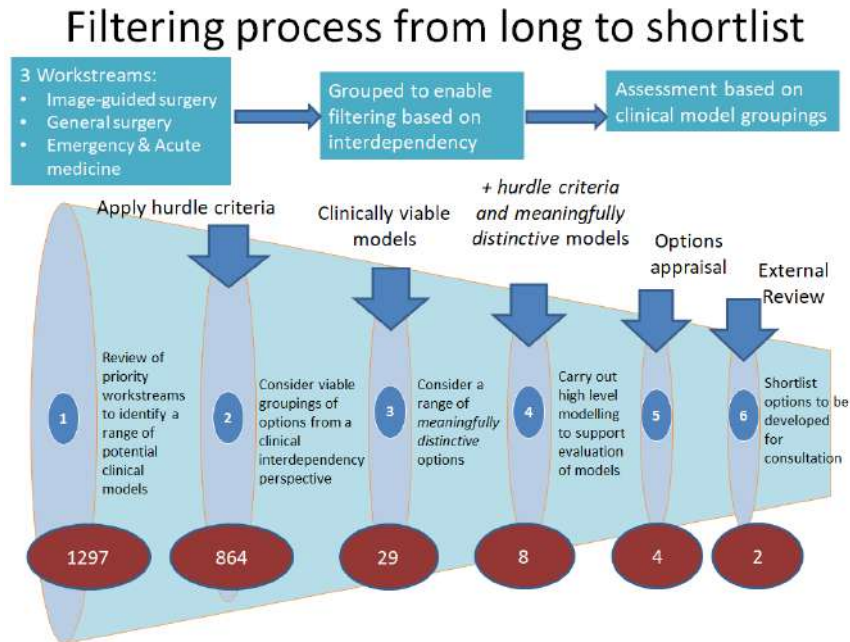 Filtering process from long to shortlist
3 Workstreams:
• Image-guided surgery
• General surgery
• Emergency & Acute
medicine
Grouped to enable
filtering based on
interdependency
Assessment based on
clinical model groupings
Apply hurdle criteria
Clinically viable
models
+ hurdle criteria
and meaningfully
distinctive models
Options
appraisal
External
Review
1
Review of
priority
workstreams
to identify a
range of
potential
clinical
models
2
Consider viable
groupings of
options from a
clinical
interdependency
perspective
3
Consider a
range of
meaningfully
distinctive
options
4
Carry out
high level
modelling
to support
evaluation
of models
5
6
Shortlist
options to be
developed
for
consultation
1297
864
29
8
4
2